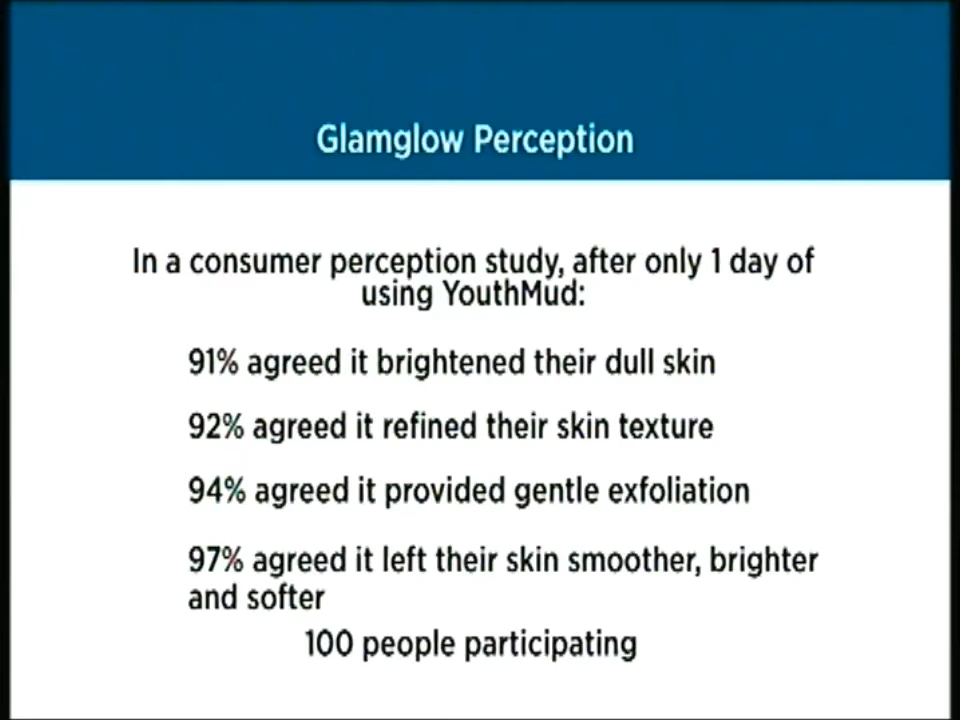 Glamglow Perception
In a consumer perception study, after only 1 day of
using YouthMud:
91% agreed it brightened their dull skin
92% agreed it refined their skin texture
94% agreed it provided gentle exfoliation
97% agreed it left their skin smoother, brighter
and softer
100 people participating